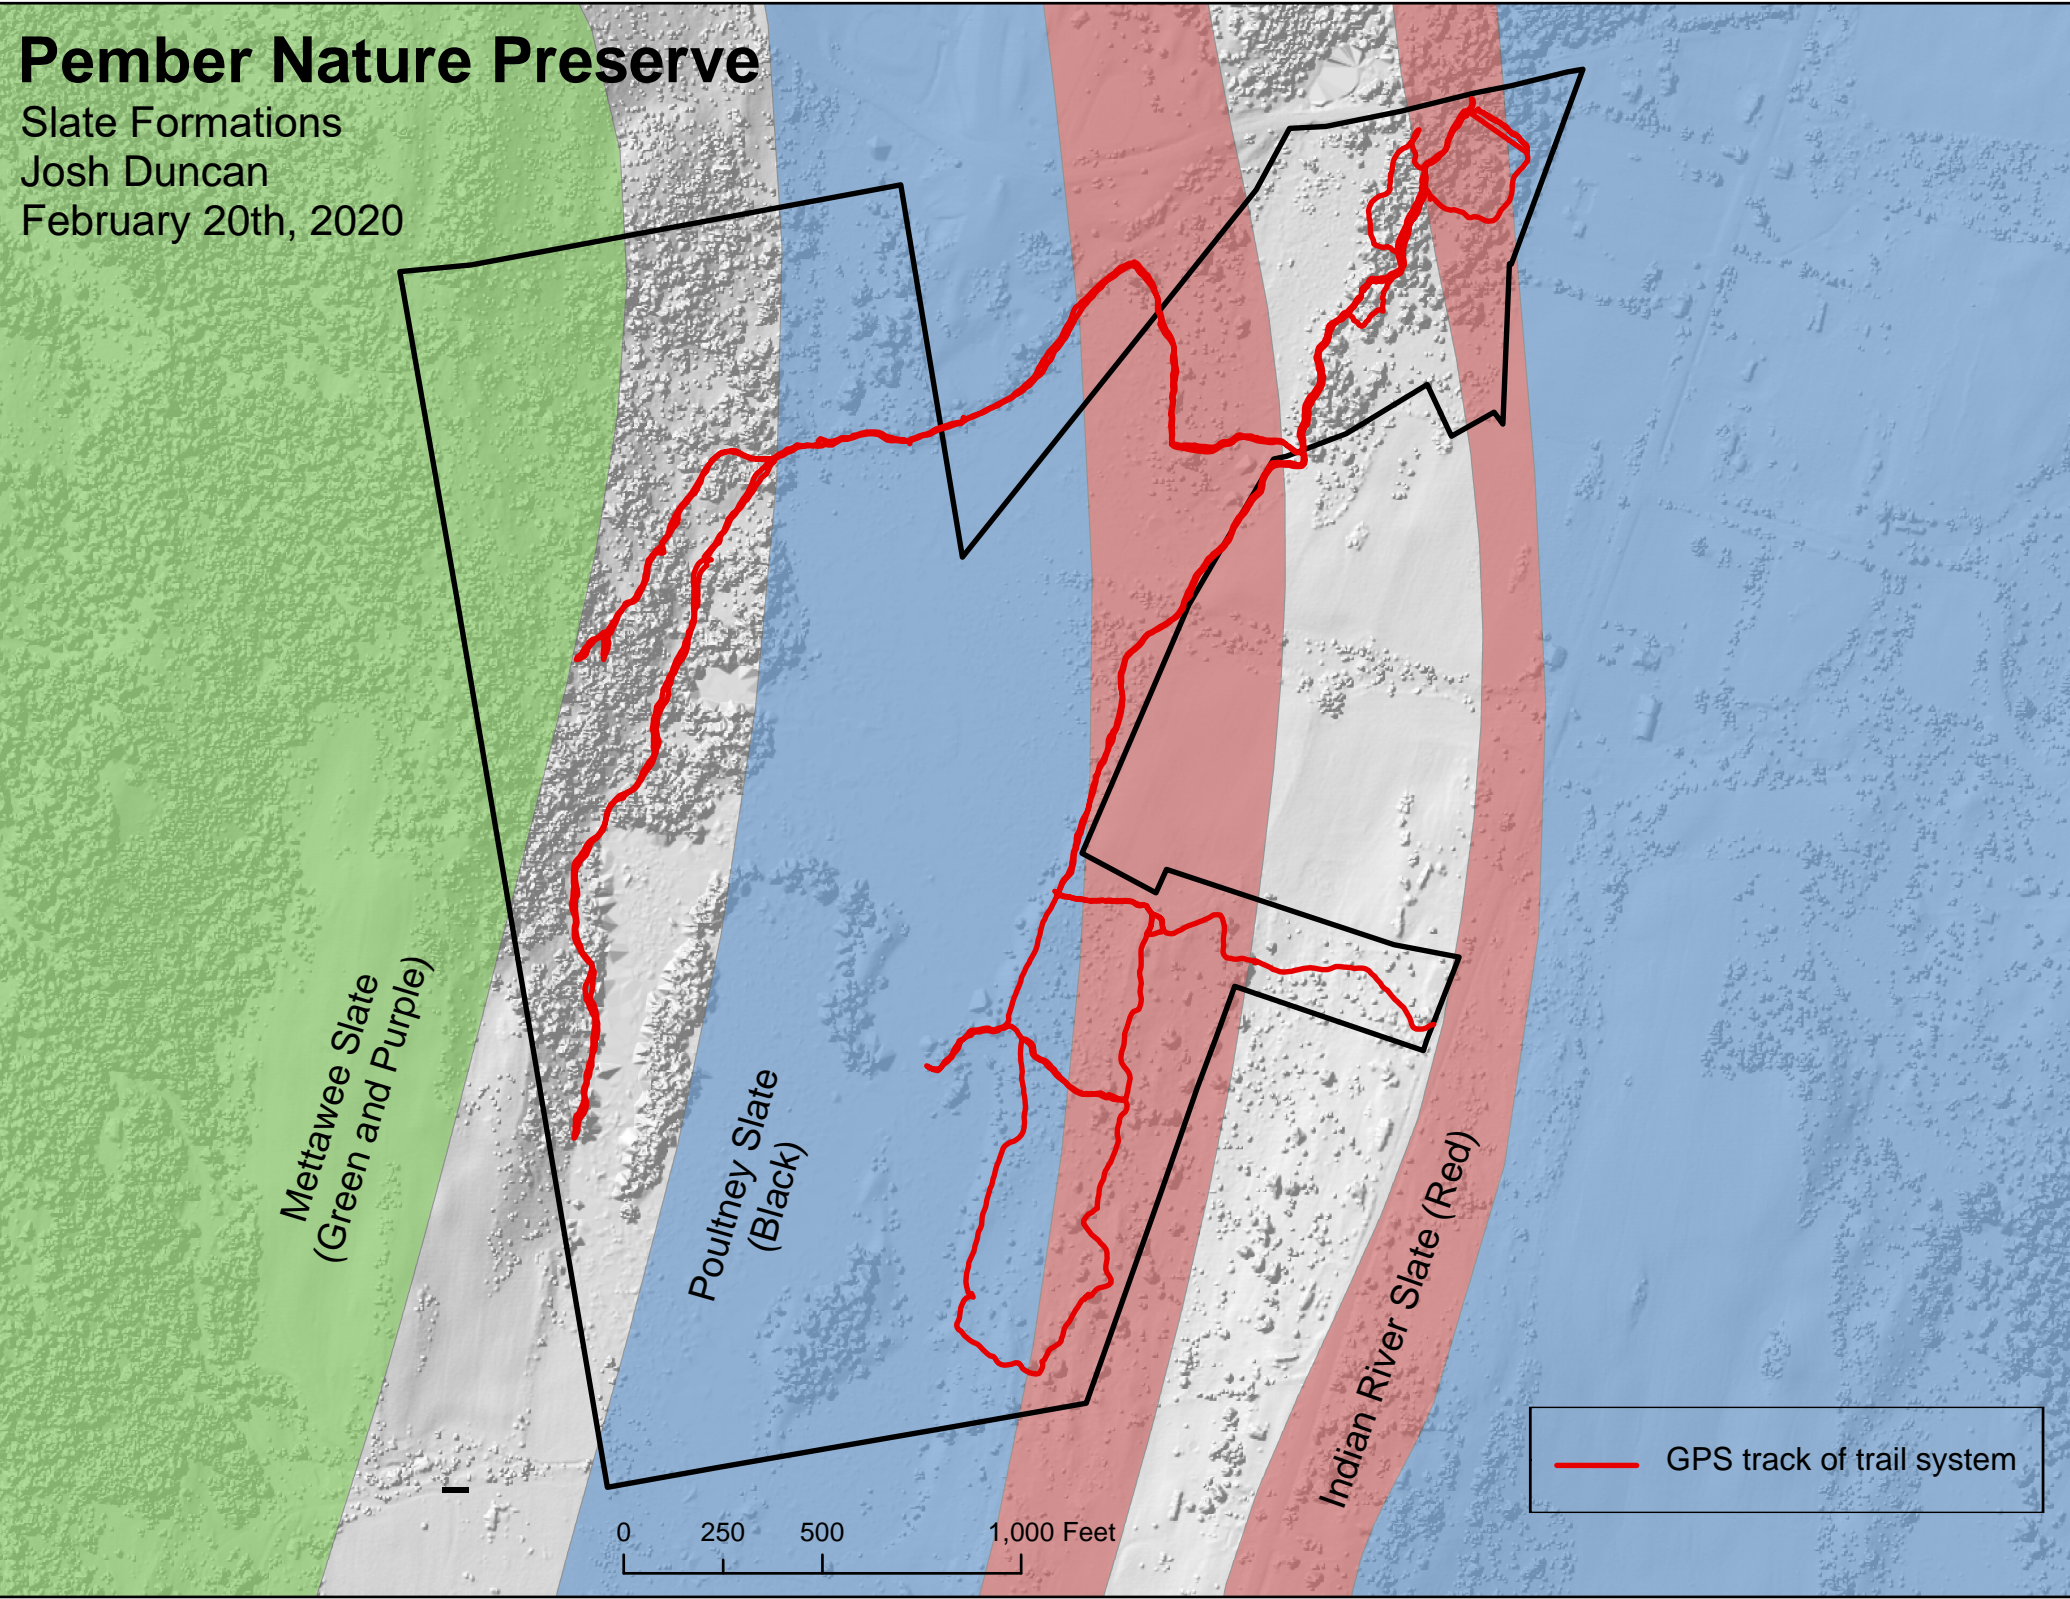 Pember Nature Preserve
Slate Formations
Josh Duncan
February 20th, 2020
Mettawee Slate
(Green and Purple)
Poultney Slate
(Black)
Indian River Slate (Red)
GPS track of trail system
0 250 500 1,000 Feet